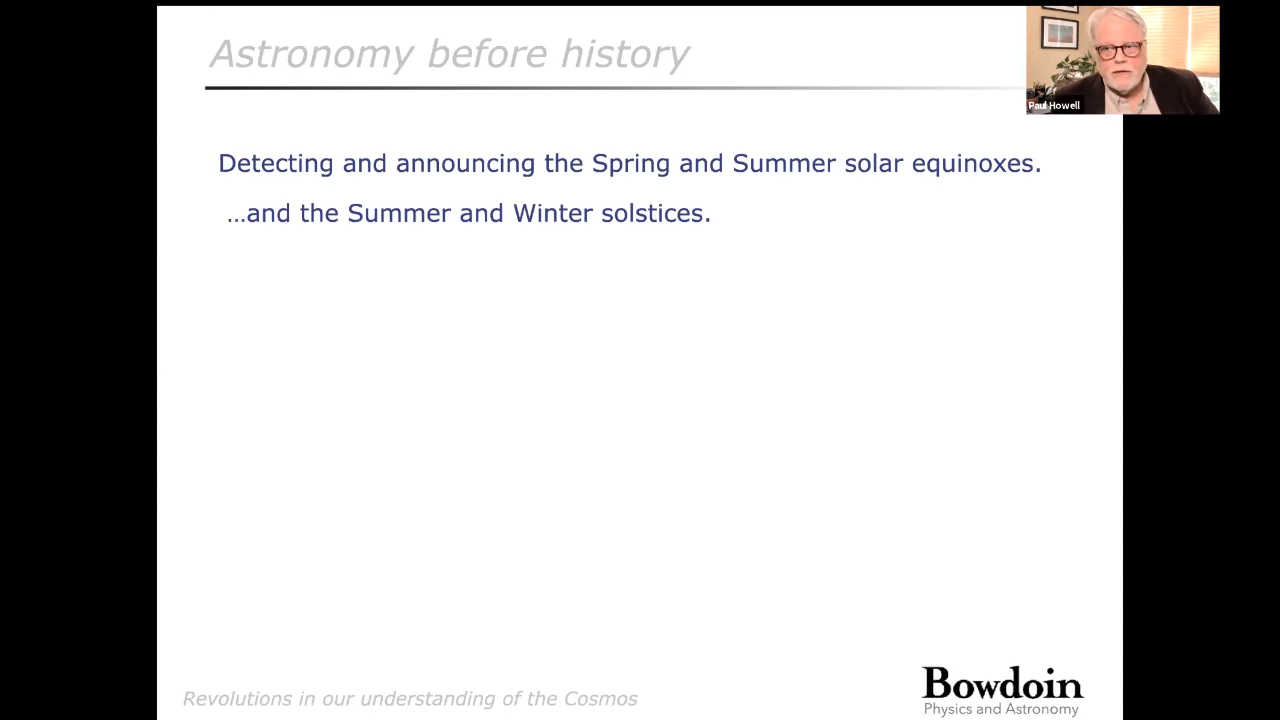 Astronomy before history
Paul Howell
Detecting and announcing the Spring and Summer solar equinoxes.
…and the Summer and Winter solstices.
Revolutions in our understanding of the Cosmos
Bowdoin
Physics and Astronomy